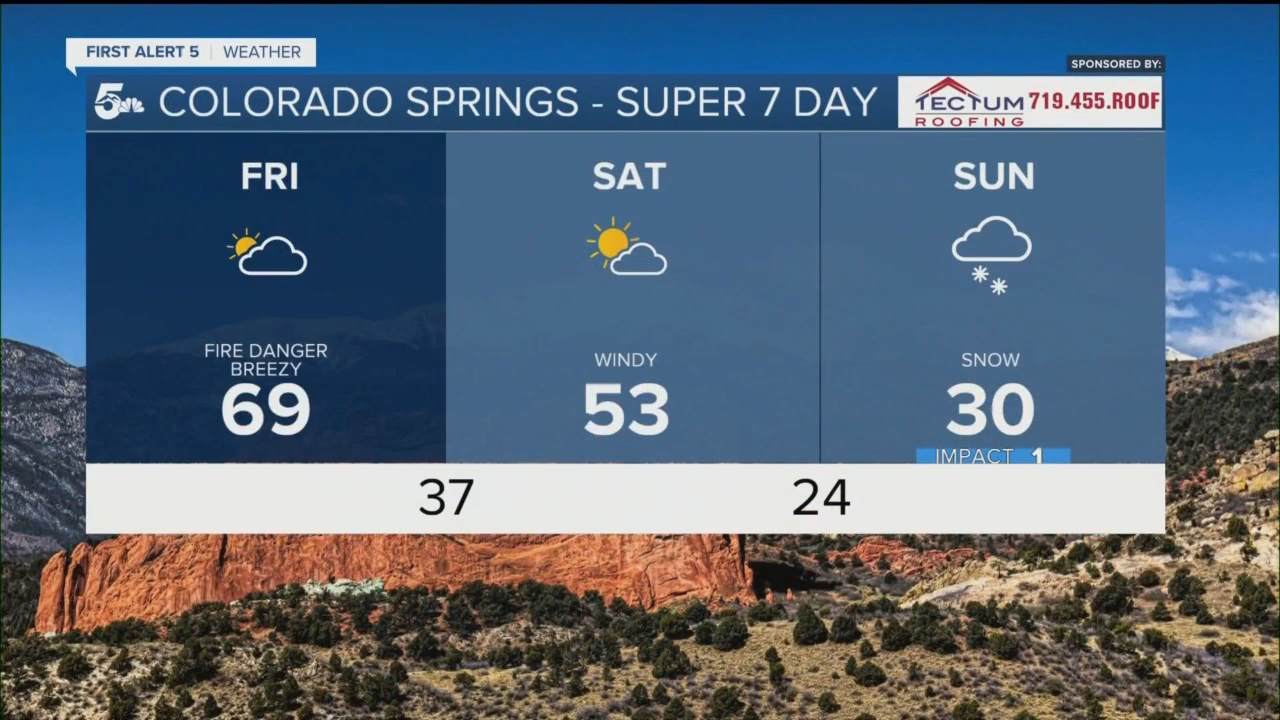 FIRST ALERT 5 | WEATHER
SPONSORED BY:
5 COLORADO SPRINGS - SUPER 7 DAY
TECTUM 719.455.ROOF
ROOFING
FRI SAT SUN
FIRE DANGER
BREEZY
WINDY
SNOW
69 53 30
IMPACT 1
37 24